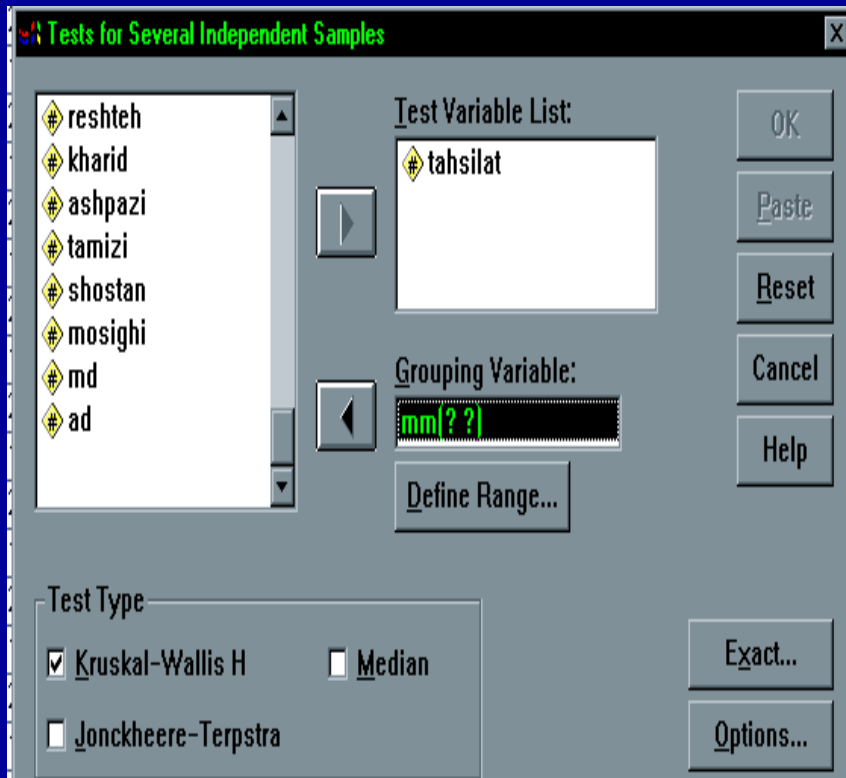 Tests for Several Independent Samples
reshteh
kharid
ashpazi
tamizi
shostan
mosighi
md
ad
Test Variable List:
tahsilat
Grouping Variable:
mm(? ?)
Define Range...
OK
Paste
Reset
Cancel
Help
Test Type
Kruskal-Wallis H
Median
Jonckheere-Terpstra
Exact...
Options...